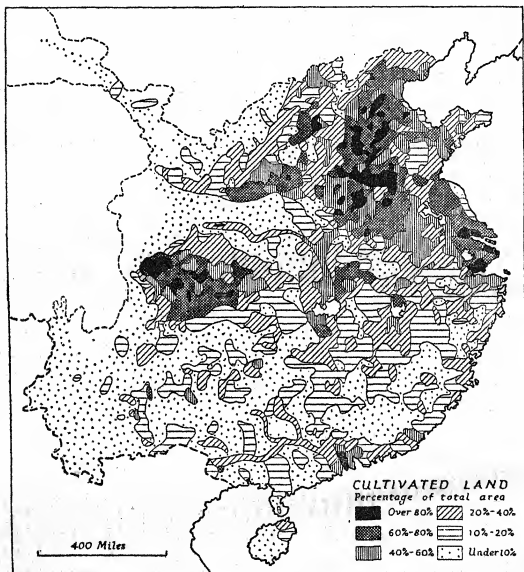 CULTIVATED LAND
Percentage of total area
Over 80% 20%-40%
60%-80% 10%-20%
40%-60% Under 10%
400 Miles